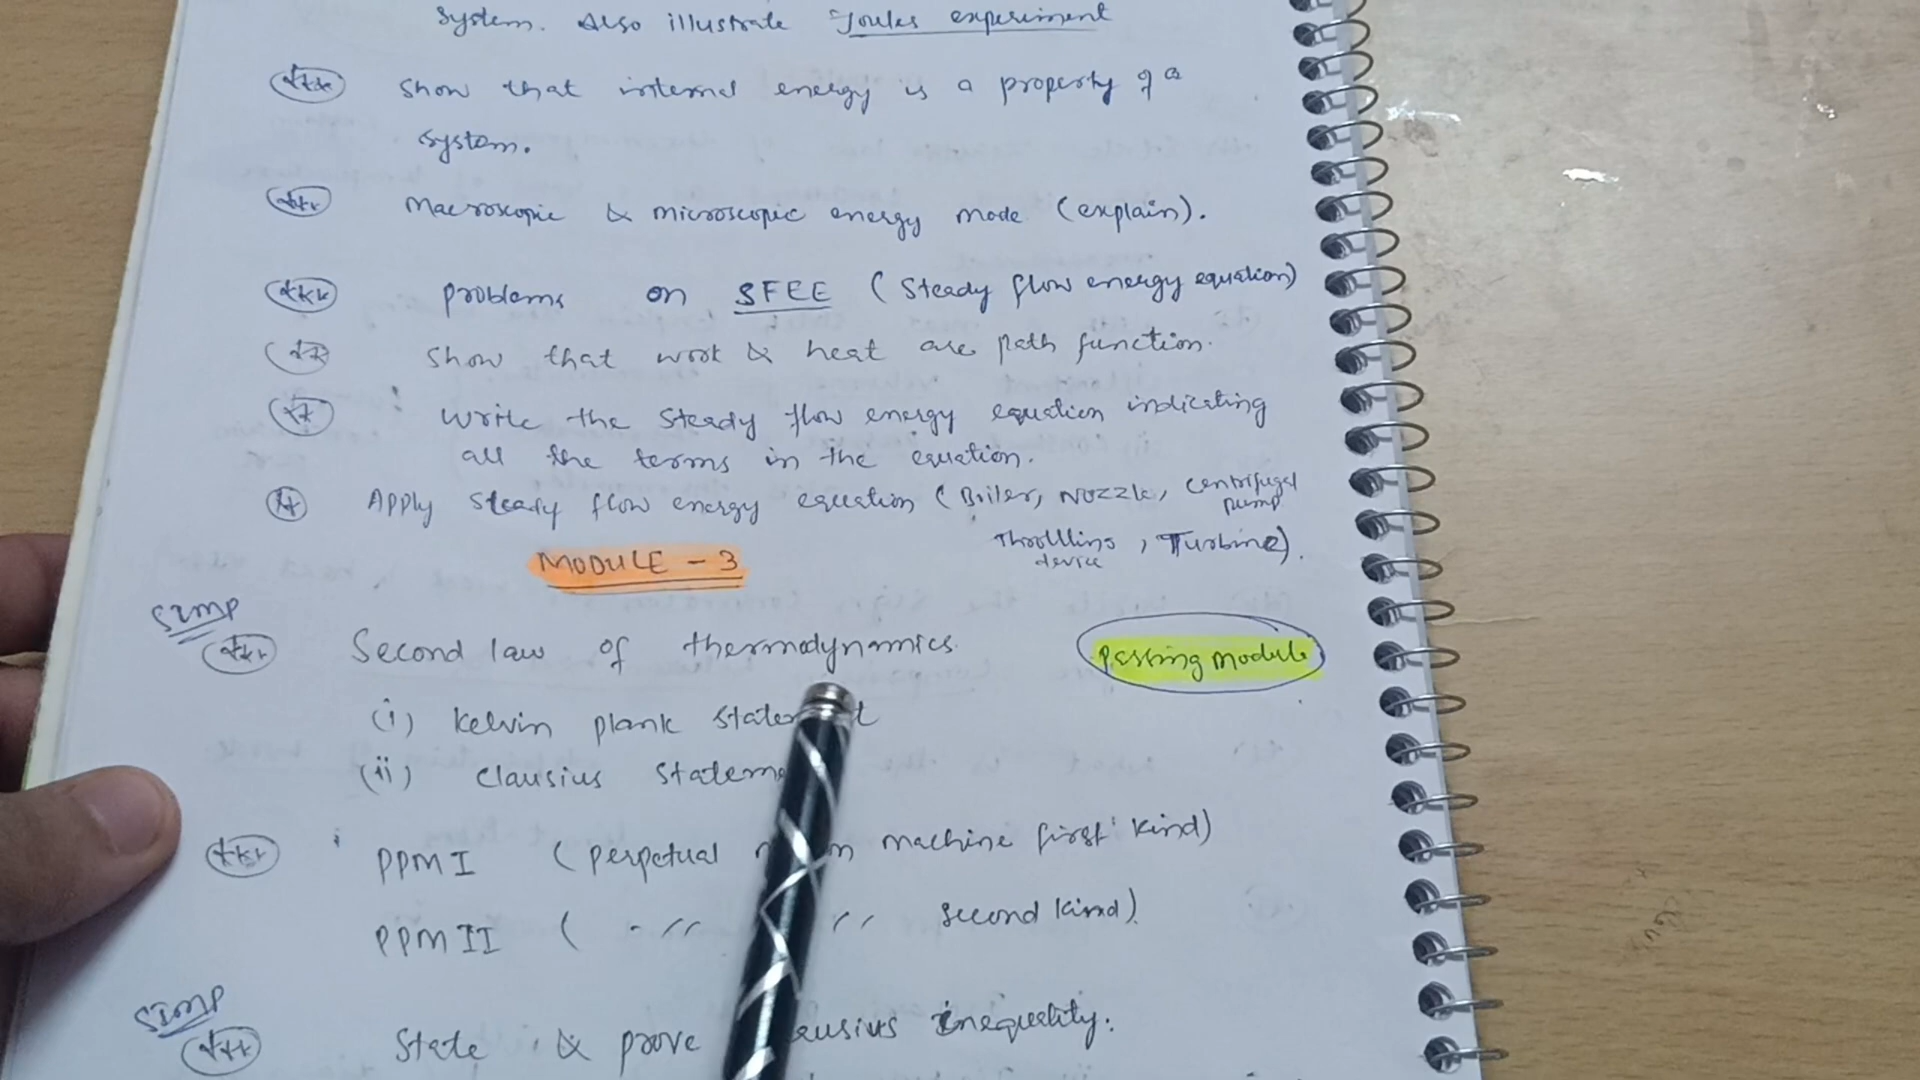 system. Also illustrate Joules experiment
*** Show that internal energy is a property of a
system.
*** Macroscopic & microscopic energy mode (explain).
*** problems on SFEE (Steady flow energy equation)
** Show that work & heat are path function.
** Write the steady flow energy equation indicating
all the terms in the equation.
* Apply steady flow energy equation (Boiler, Nozzle, centrifugal pump
Throttling device, Turbine).
MODULE - 3
SIMP
*** Second law of thermodynamics. Passing module
(i) kelvin plank
(ii) clausius
*** PPM I (perpetual machine first kind)
PPM II ( - 〃 〃 second kind).
SIMP
*** State & prove inequality.